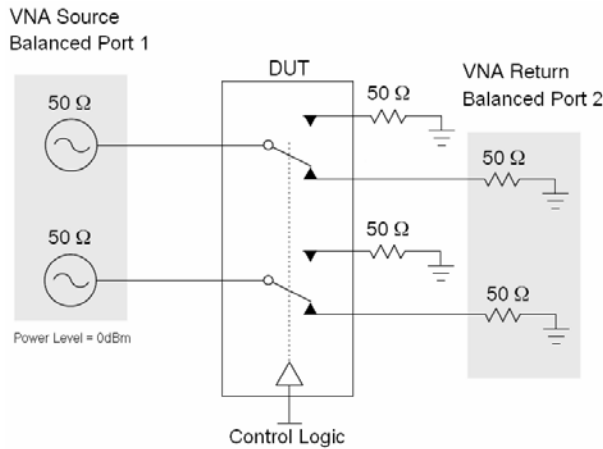 VNA Source
Balanced Port 1
50 Ω
50 Ω
Power Level = 0dBm
DUT
50 Ω
50 Ω
Control Logic
VNA Return
Balanced Port 2
50 Ω
50 Ω